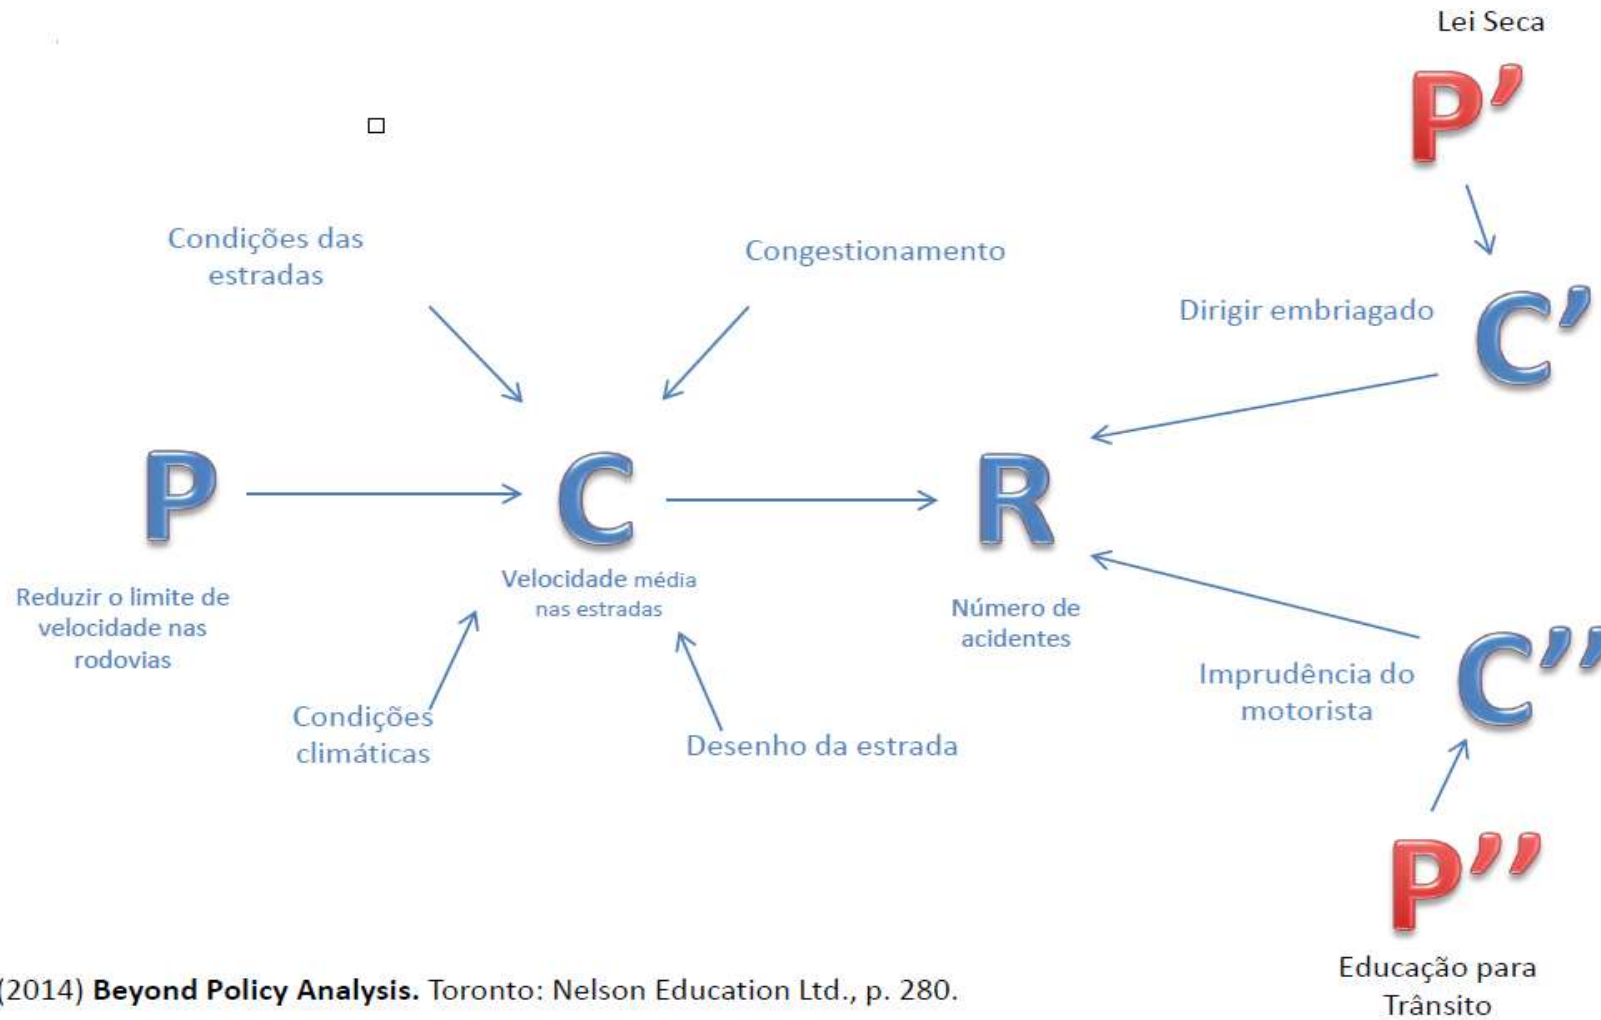 Lei Seca
P’
Condições das
estradas
Congestionamento
Dirigir embriagado
C’
P
C
R
Reduzir o limite de
velocidade nas
rodovias
Velocidade média
nas estradas
Número de
acidentes
Imprudência do
motorista
C’’
Condições
climáticas
Desenho da estrada
P’’
Educação para
Trânsito
(2014) Beyond Policy Analysis. Toronto: Nelson Education Ltd., p. 280.